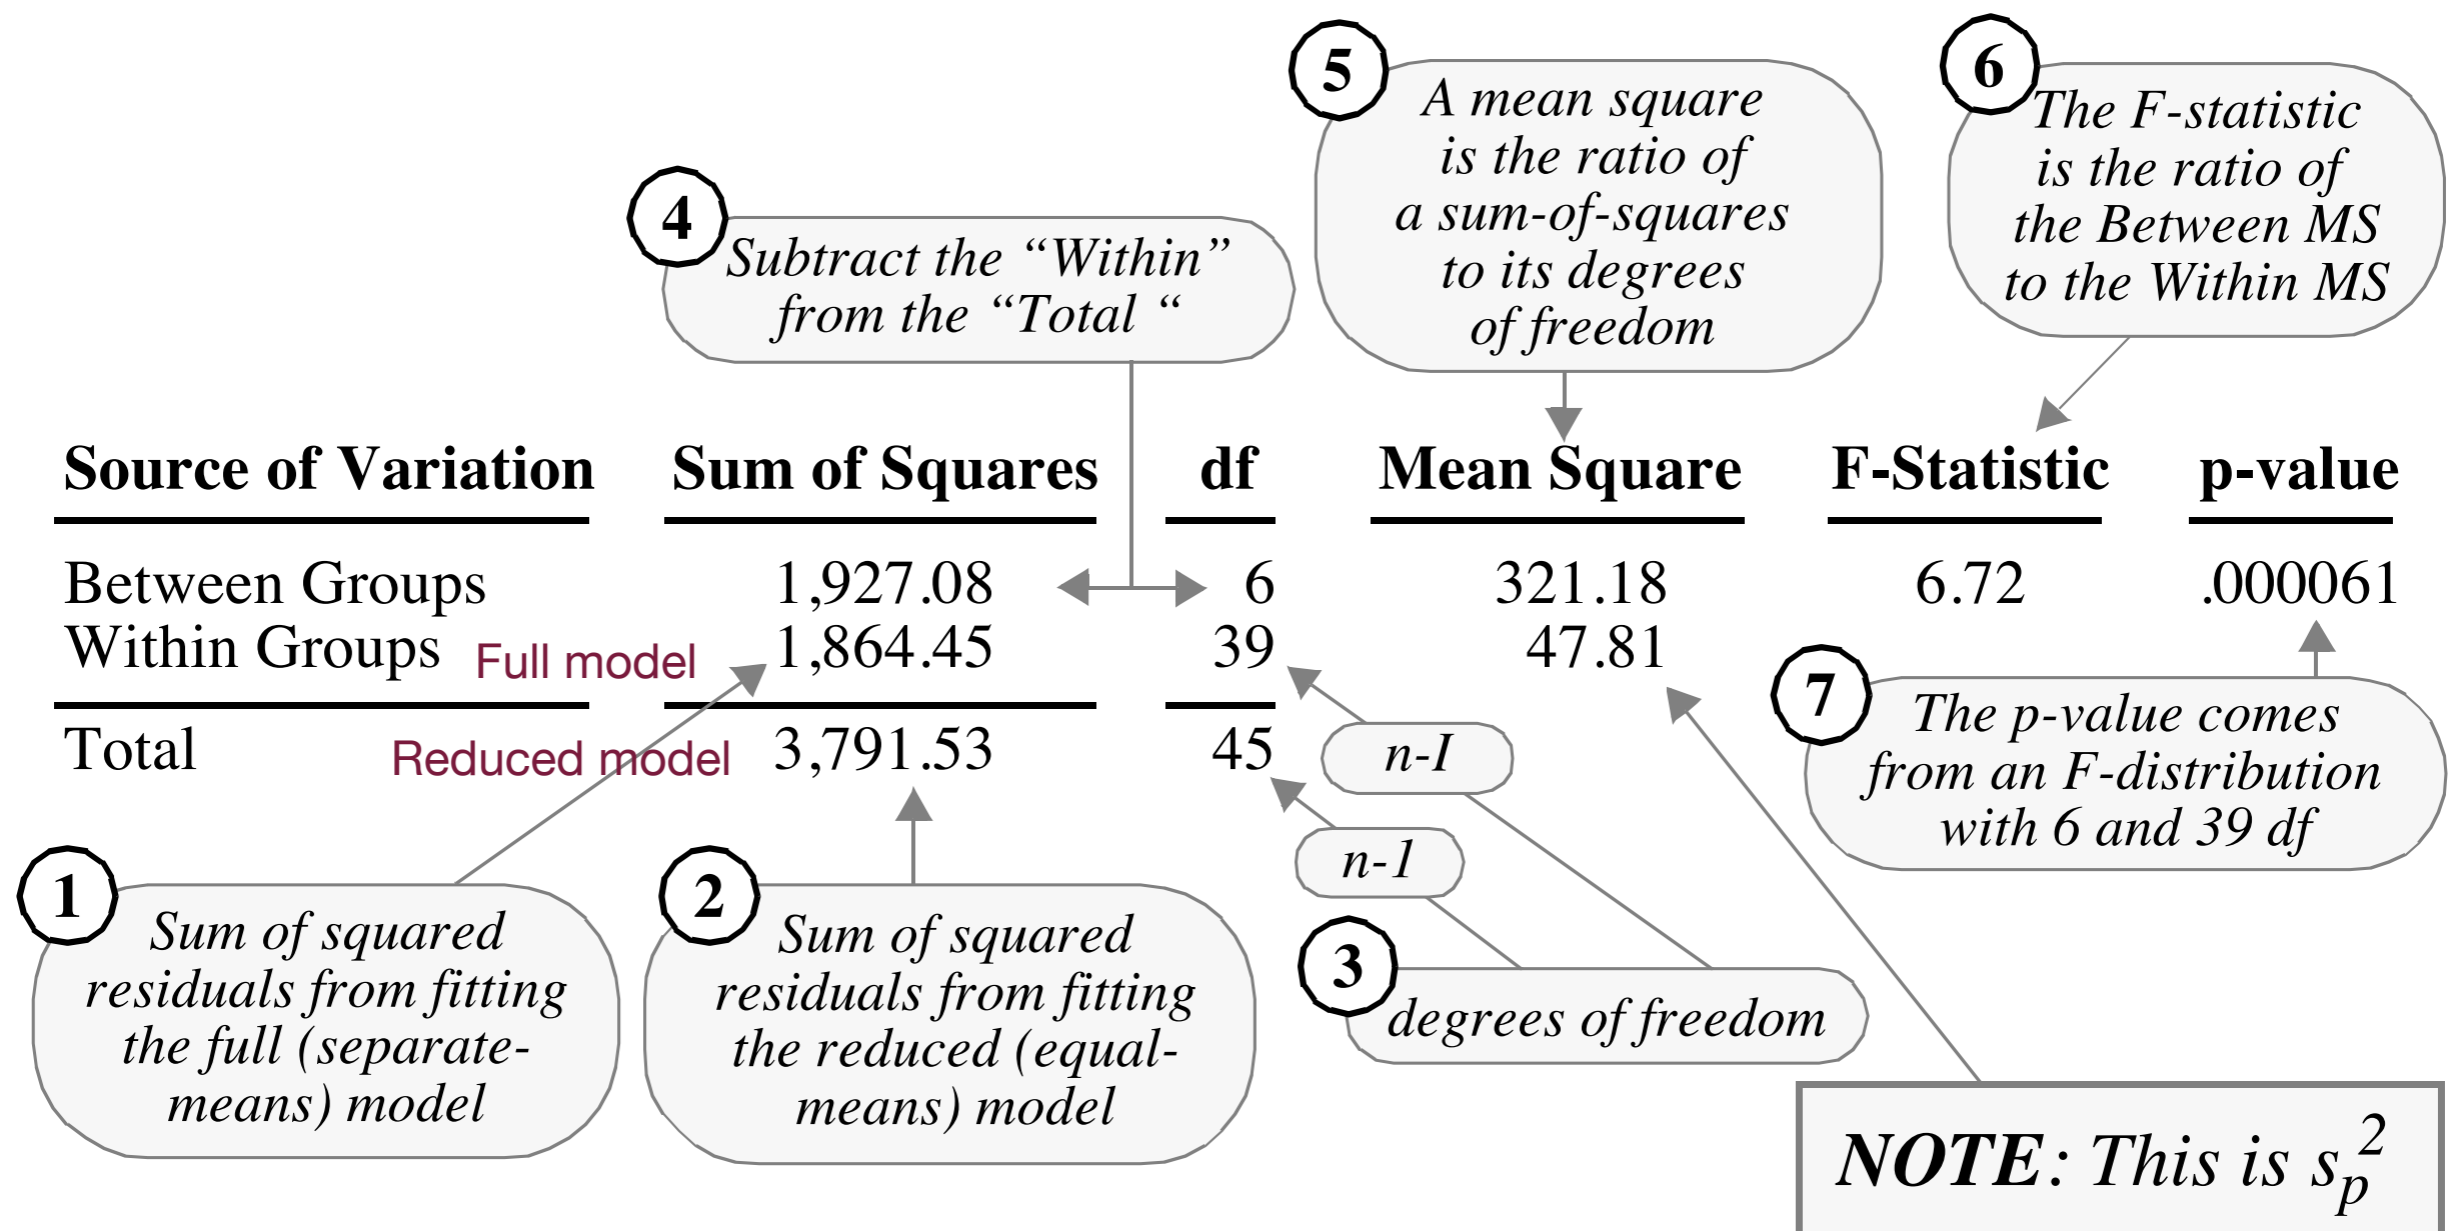 5
A mean square
is the ratio of
a sum-of-squares
to its degrees
of freedom
6
The F-statistic
is the ratio of
the Between MS
to the Within MS
4
Subtract the “Within”
from the “Total “
Source of Variation Sum of Squares df Mean Square F-Statistic p-value
Between Groups 1,927.08 6 321.18 6.72 .000061
Within Groups Full model 1,864.45 39 47.81
Total Reduced model 3,791.53 45
n-I
n-1
7
The p-value comes
from an F-distribution
with 6 and 39 df
1
Sum of squared
residuals from fitting
the full (separate-
means) model
2
Sum of squared
residuals from fitting
the reduced (equal-
means) model
3
degrees of freedom
NOTE: This is sp2